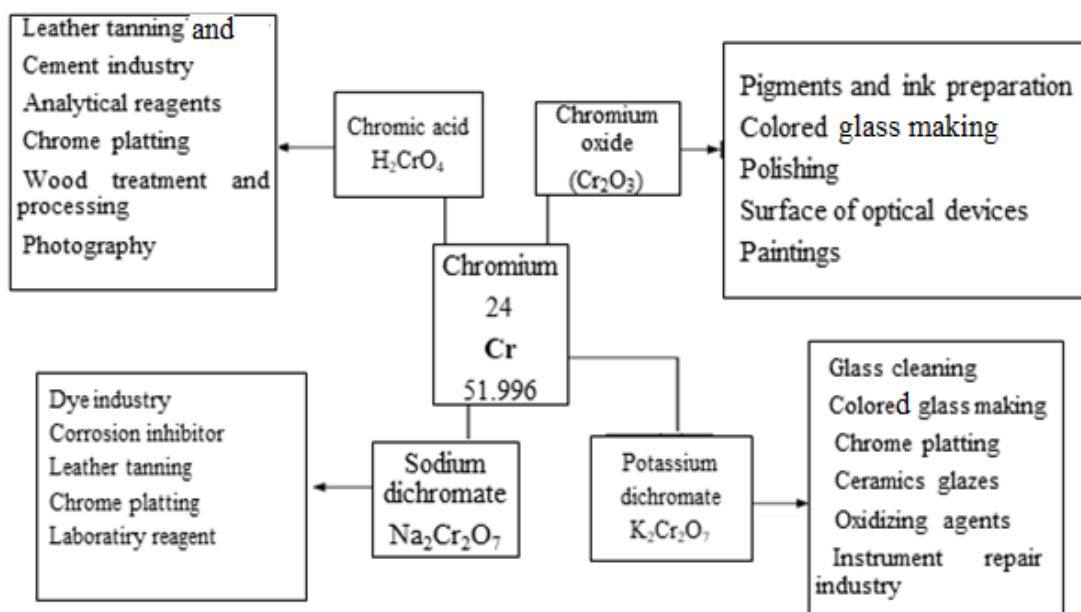 Leather tanning and
Cement industry
Analytical reagents
Chrome platting
Wood treatment and
processing
Photography
Chromic acid
H₂CrO₄
Chromium
oxide
(Cr₂O₃)
Pigments and ink preparation
Colored glass making
Polishing
Surface of optical devices
Paintings
Chromium
24
Cr
51.996
Dye industry
Corrosion inhibitor
Leather tanning
Chrome platting
Laboratiry reagent
Sodium
dichromate
Na₂Cr₂O₇
Potassium
dichromate
K₂Cr₂O₇
Glass cleaning
Colored glass making
Chrome platting
Ceramics glazes
Oxidizing agents
Instrument repair
industry